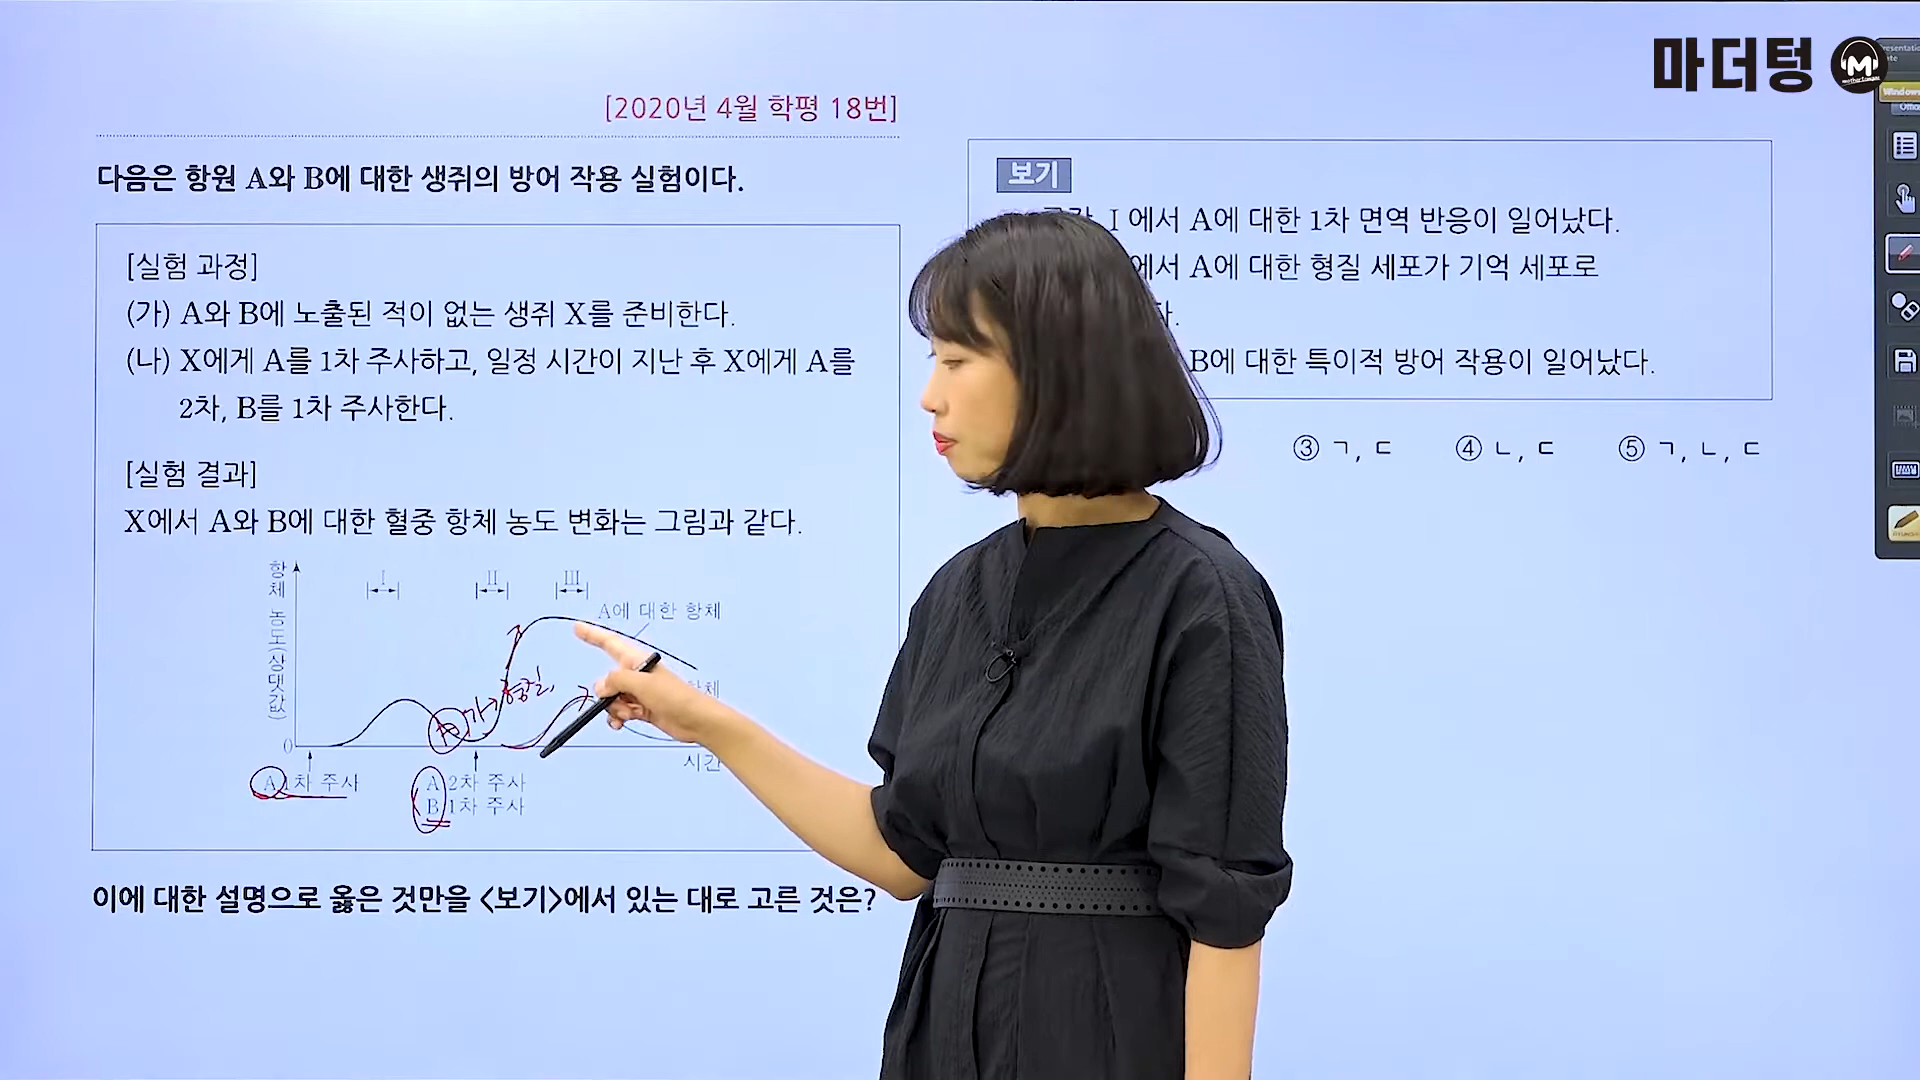 마더텅
[2020년 4월 학평 18번]
다음은 항원 A와 B에 대한 생쥐의 방어 작용 실험이다.
[실험 과정]
(가) A와 B에 노출된 적이 없는 생쥐 X를 준비한다.
(나) X에게 A를 1차 주사하고, 일정 시간이 지난 후 X에게 A를
2차, B를 1차 주사한다.
[실험 결과]
X에서 A와 B에 대한 혈중 항체 농도 변화는 그림과 같다.
항체 농도(상댓값)
I II III
A에 대한 항체
항체
형질
0
시간
A 1차 주사
A 2차 주사
B 1차 주사
이에 대한 설명으로 옳은 것만을 <보기>에서 있는 대로 고른 것은?
보기
I 에서 A에 대한 1차 면역 반응이 일어났다.
에서 A에 대한 형질 세포가 기억 세포로
B에 대한 특이적 방어 작용이 일어났다.
③ ㄱ, ㄷ ④ ㄴ, ㄷ ⑤ ㄱ, ㄴ, ㄷ